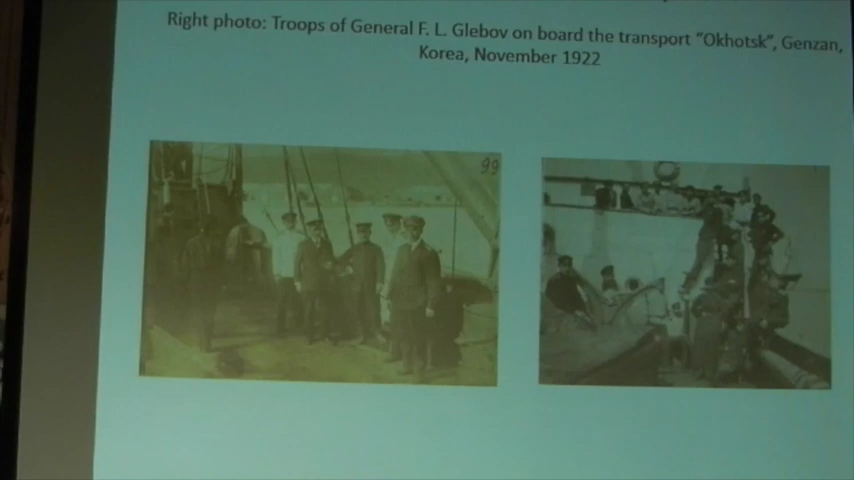 Right photo: Troops of General F. L. Glebov on board the transport “Okhotsk”, Genzan,
Korea, November 1922
99